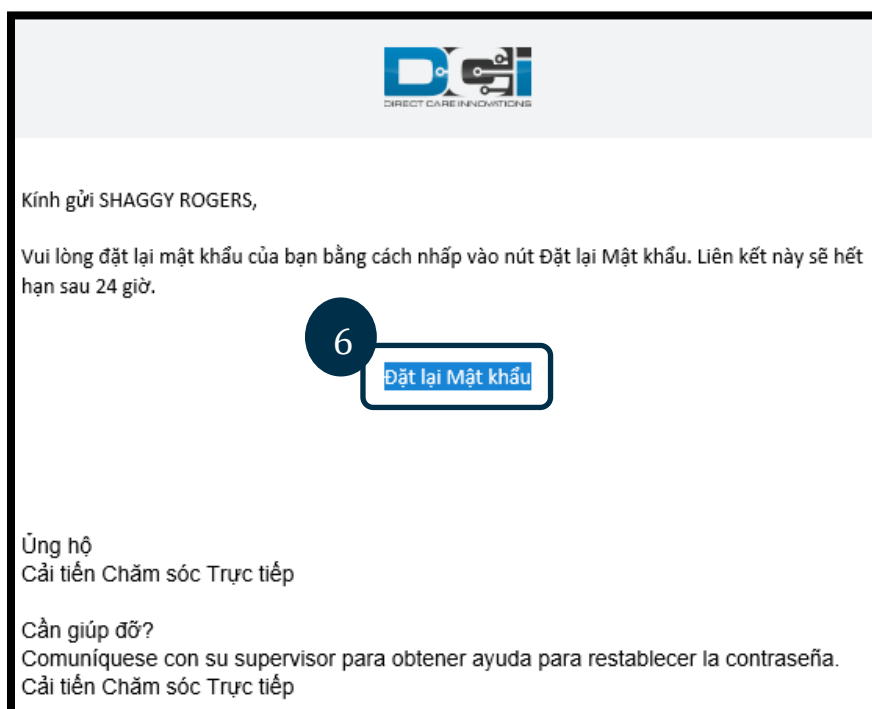 DCi
DIRECT CARE INNOVATIONS
Kính gửi SHAGGY ROGERS,
Vui lòng đặt lại mật khẩu của bạn bằng cách nhấp vào nút Đặt lại Mật khẩu. Liên kết này sẽ hết
hạn sau 24 giờ.
6
Đặt lại Mật khẩu
Ủng hộ
Cải tiến Chăm sóc Trực tiếp
Cần giúp đỡ?
Comuníquese con su supervisor para obtener ayuda para restablecer la contraseña.
Cải tiến Chăm sóc Trực tiếp